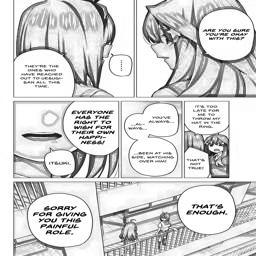 ARE YOU SURE
YOU'RE OKAY
WITH THIS?
......
THEY'RE THE
ONES WHO
HAVE REACHED
OUT TO UESUGI-
SAN ALL THIS
TIME.
IT'S TOO
LATE FOR
ME TO
THROW MY
HAT IN THE
RING.
THAT'S
NOT
TRUE!
YOU'VE
ALWAYS...
...AL-
WAYS...
...BEEN AT HIS
SIDE, WATCHING
OVER HIM!
EVERYONE
HAS THE
RIGHT TO
WISH FOR
THEIR OWN
HAPPI-
NESS!
ITSUKI.
THAT'S
ENOUGH.
SORRY
FOR GIVING
YOU THIS
PAINFUL
ROLE.